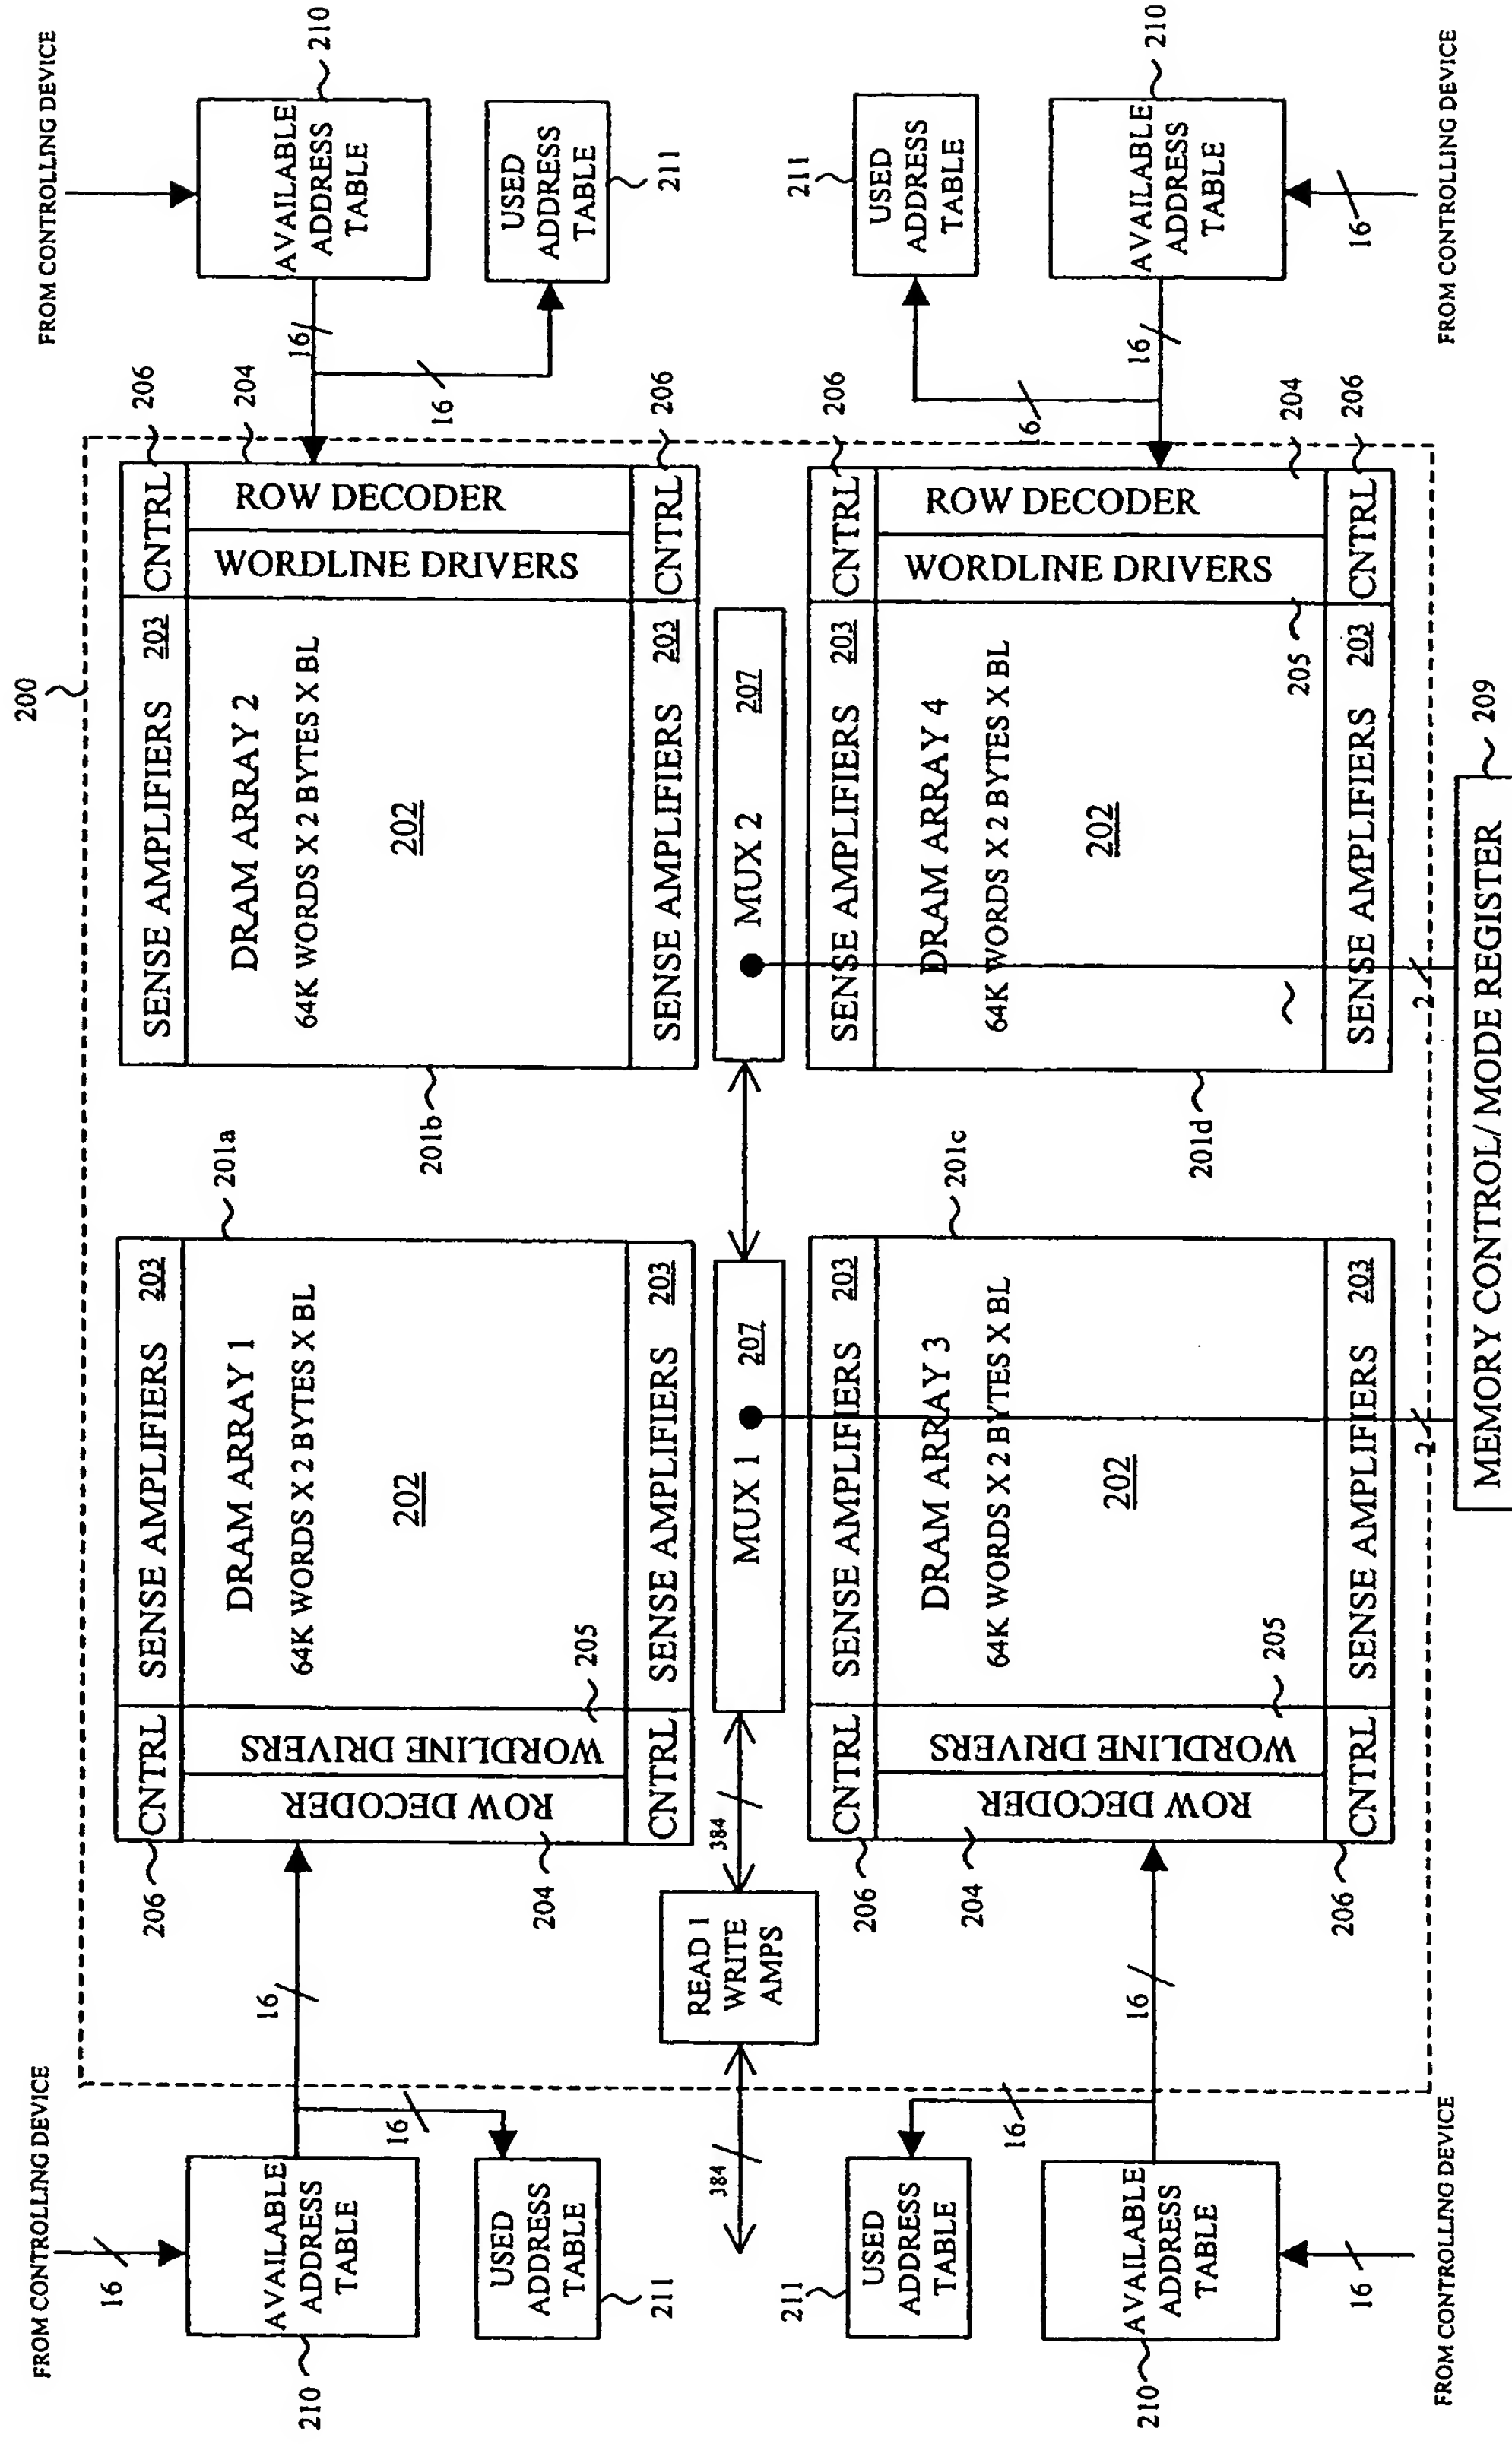 FROM CONTROLLING DEVICE
200
FROM CONTROLLING DEVICE
16
210
AVAILABLE
ADDRESS
TABLE
16
16
USED
ADDRESS
TABLE
211
206
CNTRL
SENSE AMPLIFIERS
203
201a
ROW DECODER
WORDLINE DRIVERS
204
205
DRAM ARRAY 1
64K WORDS X 2 BYTES X BL
202
CNTRL
SENSE AMPLIFIERS
203
SENSE AMPLIFIERS
203
CNTRL
206
DRAM ARRAY 2
64K WORDS X 2 BYTES X BL
202
201b
WORDLINE DRIVERS
ROW DECODER
204
SENSE AMPLIFIERS
203
CNTRL
206
210
AVAILABLE
ADDRESS
TABLE
16
16
USED
ADDRESS
TABLE
211
384
READ 1
WRITE
AMPS
384
MUX 1
207
MUX 2
207
211
USED
ADDRESS
TABLE
16
16
210
AVAILABLE
ADDRESS
TABLE
16
FROM CONTROLLING DEVICE
206
CNTRL
SENSE AMPLIFIERS
203
201c
204
ROW DECODER
WORDLINE DRIVERS
205
DRAM ARRAY 3
64K WORDS X 2 BYTES X BL
202
206
CNTRL
SENSE AMPLIFIERS
203
SENSE AMPLIFIERS
203
CNTRL
206
DRAM ARRAY 4
64K WORDS X 2 BYTES X BL
202
201d
205
WORDLINE DRIVERS
ROW DECODER
204
SENSE AMPLIFIERS
203
CNTRL
206
211
USED
ADDRESS
TABLE
16
16
210
AVAILABLE
ADDRESS
TABLE
16
FROM CONTROLLING DEVICE
2
2
MEMORY CONTROL/ MODE REGISTER
209